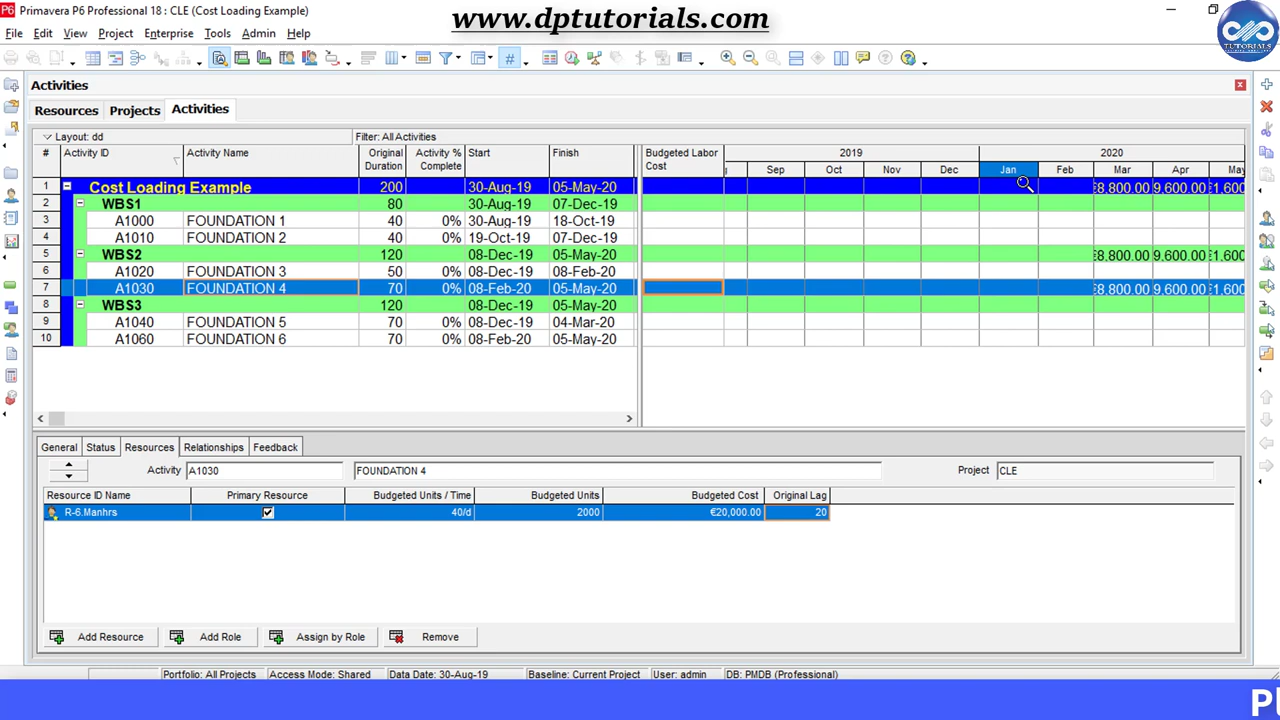 P6 Primavera P6 Professional 18 : CLE (Cost Loading Example)
www.dptutorials.com
TUTORIALS
File Edit View Project Enterprise Tools Admin Help
Activities
Resources Projects Activities
Layout: dd Filter: All Activities
# Activity ID Activity Name Original Duration Activity % Complete Start Finish Budgeted Labor Cost 2019 2020
Sep Oct Nov Dec Jan Feb Mar Apr May
1 Cost Loading Example 200 30-Aug-19 05-May-20 €8.800.00 9.600.00 €1.600
2 WBS1 80 30-Aug-19 07-Dec-19
3 A1000 FOUNDATION 1 40 0% 30-Aug-19 18-Oct-19
4 A1010 FOUNDATION 2 40 0% 19-Oct-19 07-Dec-19
5 WBS2 120 08-Dec-19 05-May-20 €8.800.00 9.600.00 €1.600
6 A1020 FOUNDATION 3 50 0% 08-Dec-19 08-Feb-20
7 A1030 FOUNDATION 4 70 0% 08-Feb-20 05-May-20 €8.800.00 9.600.00 €1.600
8 WBS3 120 08-Dec-19 05-May-20
9 A1040 FOUNDATION 5 70 0% 08-Dec-19 04-Mar-20
10 A1060 FOUNDATION 6 70 0% 08-Feb-20 05-May-20
General Status Resources Relationships Feedback
Activity A1030 FOUNDATION 4 Project CLE
Resource ID Name Primary Resource Budgeted Units / Time Budgeted Units Budgeted Cost Original Lag
R-6.Manhrs 40/d 2000 €20,000.00 20
Add Resource Add Role Assign by Role Remove
Portfolio: All Projects Access Mode: Shared Data Date: 30-Aug-19 Baseline: Current Project User: admin DB: PMDB (Professional)